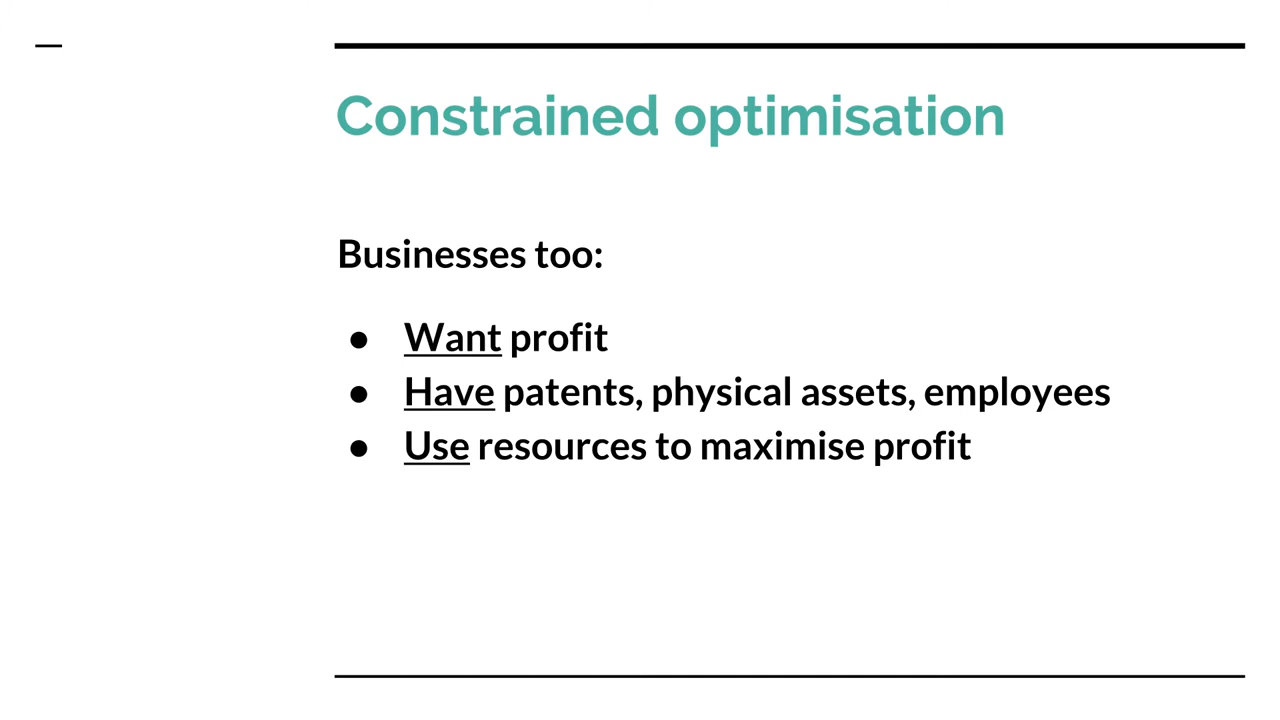 Constrained optimisation
Businesses too:
● Want profit
● Have patents, physical assets, employees
● Use resources to maximise profit